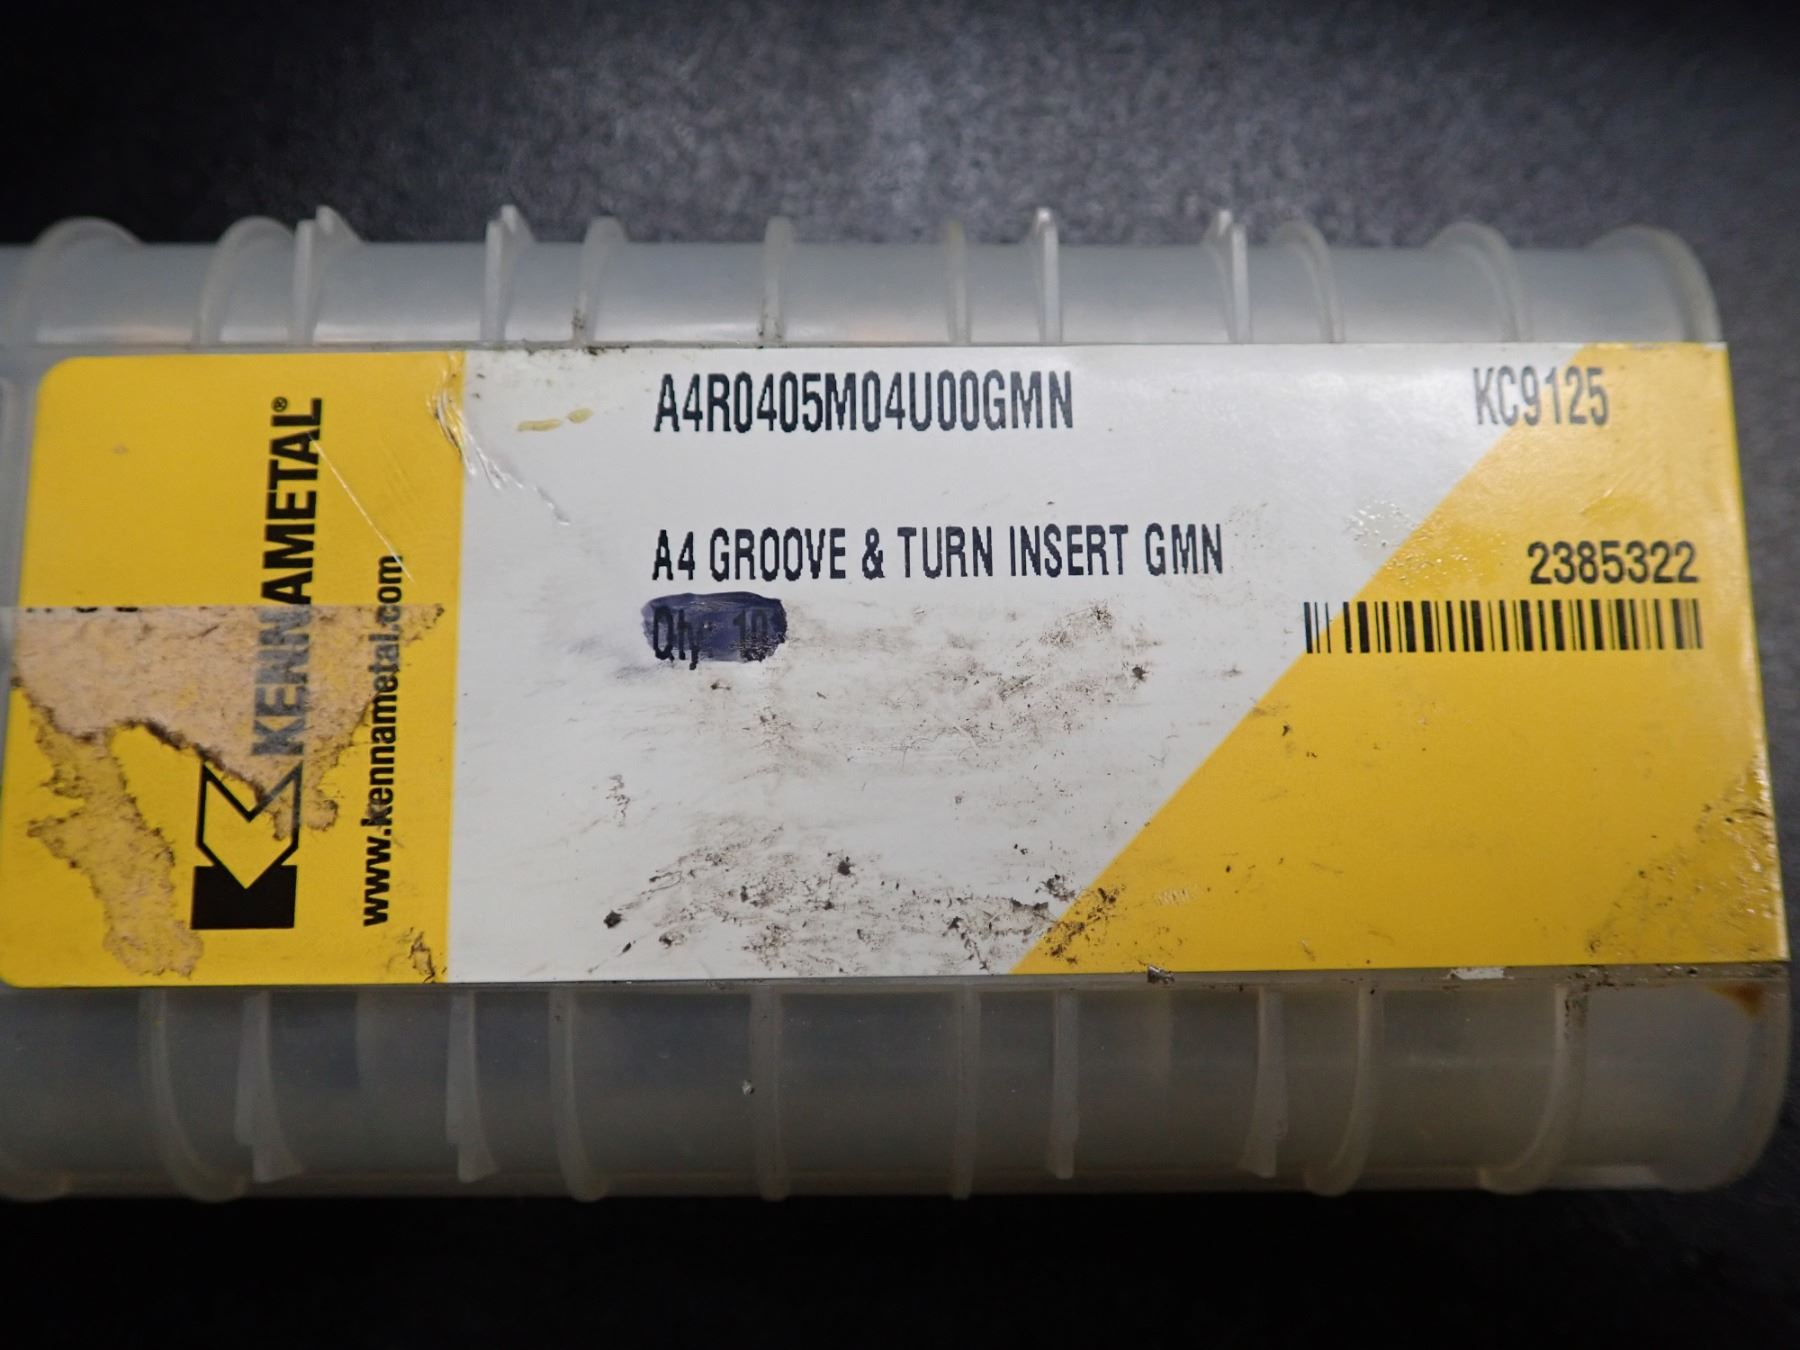 KENNAMETAL®
www.kennametal.com
A4R0405M04U00GMN
KC9125
A4 GROOVE & TURN INSERT GMN
2385322
Qty 10